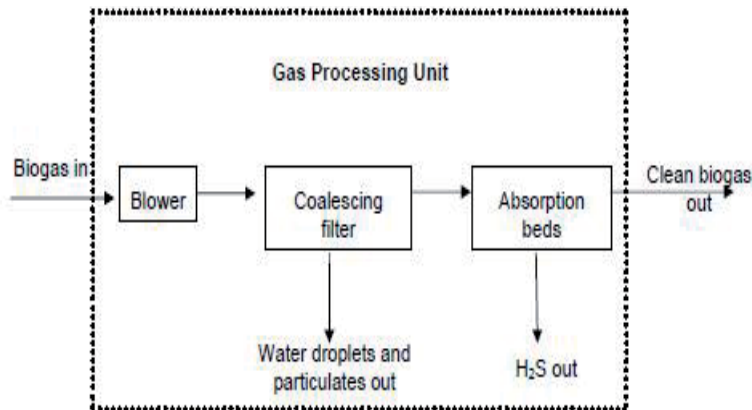 Gas Processing Unit
Biogas in
Blower
Coalescing
filter
Absorption
beds
Clean biogas
out
Water droplets and
particulates out
H₂S out